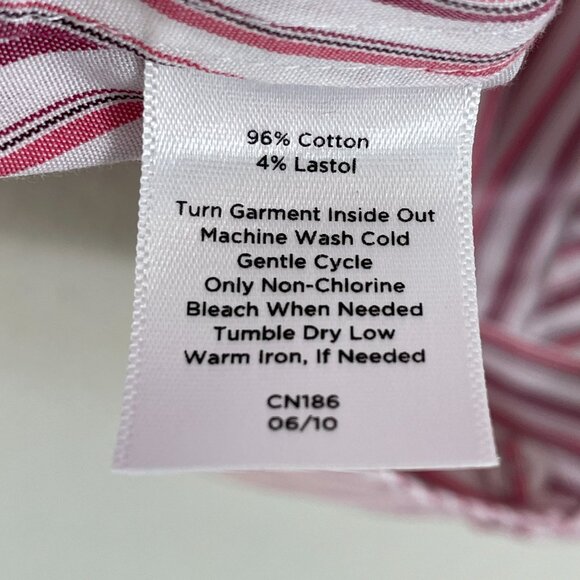 96% Cotton
4% Lastol
Turn Garment Inside Out
Machine Wash Cold
Gentle Cycle
Only Non-Chlorine
Bleach When Needed
Tumble Dry Low
Warm Iron, If Needed
CN186
06/10